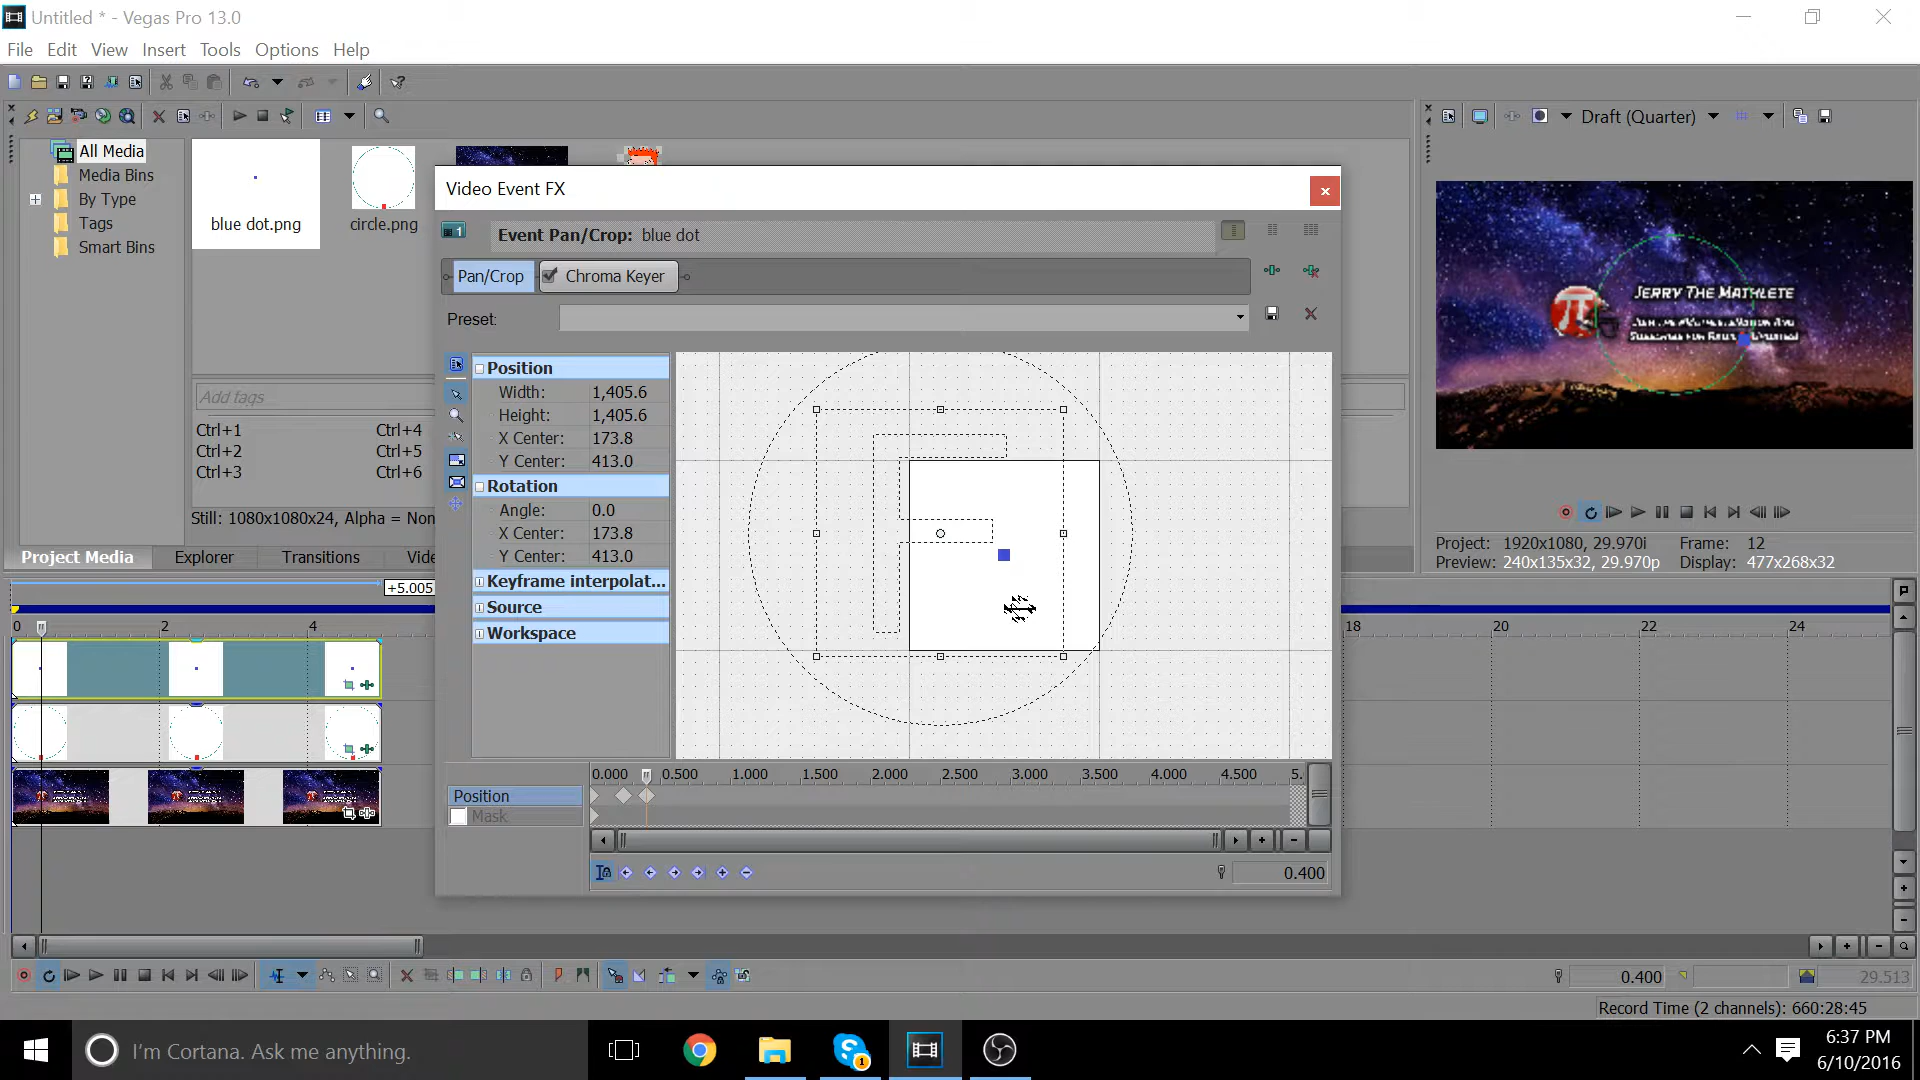 Untitled * - Vegas Pro 13.0
File Edit View Insert Tools Options Help
Draft (Quarter)
All Media
Media Bins
By Type
Tags
Smart Bins
blue dot.png
circle.png
Add tags
Ctrl+1 Ctrl+4
Ctrl+2 Ctrl+5
Ctrl+3 Ctrl+6
Still: 1080x1080x24, Alpha = Non
Project Media Explorer Transitions Vide
Video Event FX
Event Pan/Crop: blue dot
Pan/Crop Chroma Keyer
Preset:
Position
Width: 1,405.6
Height: 1,405.6
X Center: 173.8
Y Center: 413.0
Rotation
Angle: 0.0
X Center: 173.8
Y Center: 413.0
Keyframe interpolat...
Source
Workspace
0.000 0.500 1.000 1.500 2.000 2.500 3.000 3.500 4.000 4.500 5.
Position
Mask
0.400
JERRY THE MATHLETE
Project: 1920x1080, 29.970i Frame: 12
Preview: 240x135x32, 29.970p Display: 477x268x32
+5.005
0 2 4 18 20 22 24
0.400
29.513
Record Time (2 channels): 660:28:45
I'm Cortana. Ask me anything.
1
6:37 PM
6/10/2016